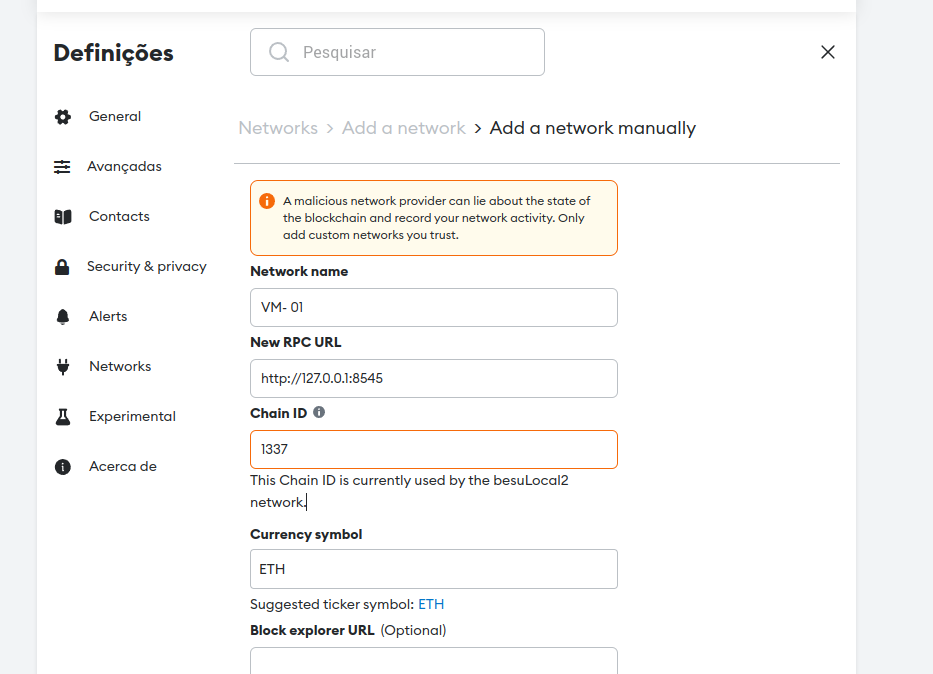 Definições
Pesquisar
General
Avançadas
Contacts
Security & privacy
Alerts
Networks
Experimental
Acerca de
Networks > Add a network > Add a network manually
A malicious network provider can lie about the state of
the blockchain and record your network activity. Only
add custom networks you trust.
Network name
VM- 01
New RPC URL
http://127.0.0.1:8545
Chain ID
1337
This Chain ID is currently used by the besuLocal2
network.
Currency symbol
ETH
Suggested ticker symbol: ETH
Block explorer URL (Optional)